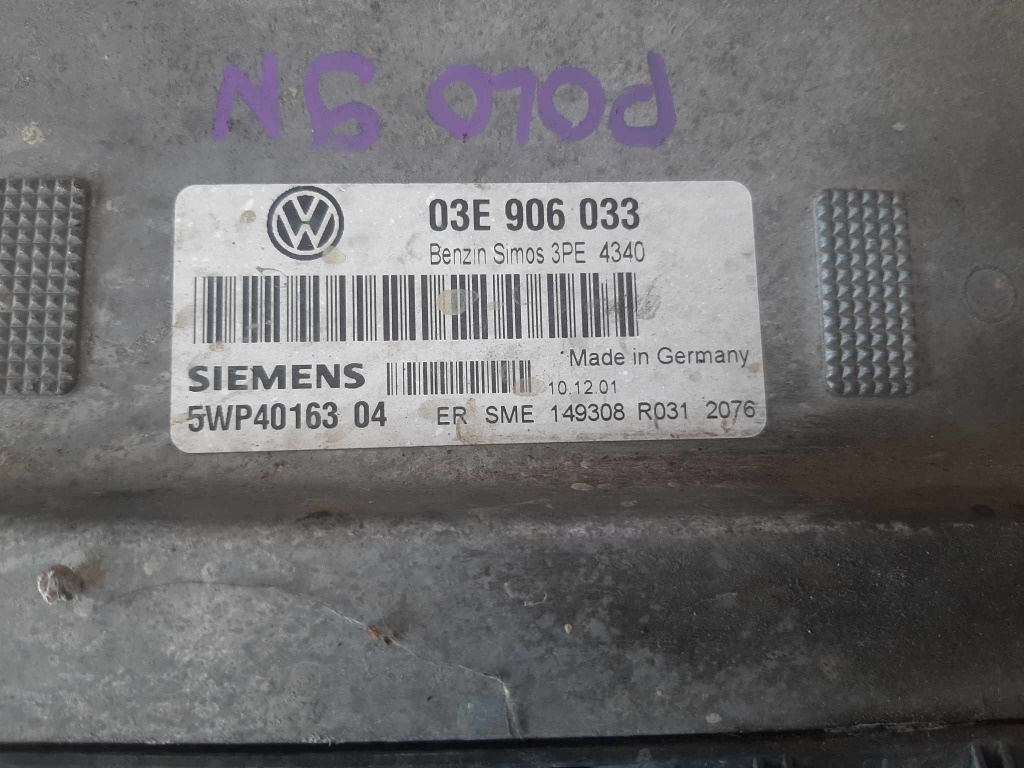 POLO 9N
VW
03E 906 033
Benzin Simos 3PE 4340
Made in Germany
SIEMENS
10.12.01
5WP40163 04 ER SME 149308 R031 2076